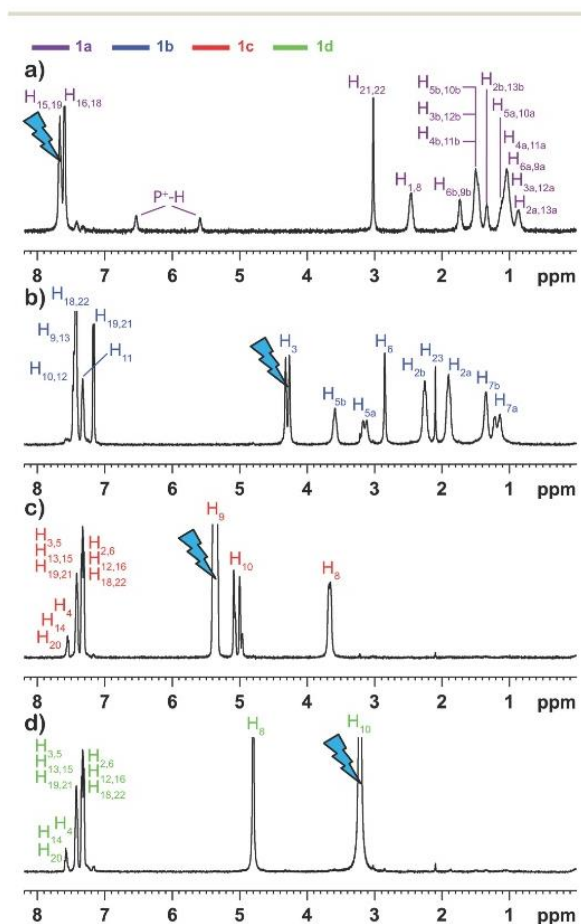 1a 1b 1c 1d
a)
H15,19 H16,18 H21,22 H5b,10b H2b,13b
H3b,12b H5a,10a
H4b,11b H4a,11a
P+-H H1,8 H6b,9b H6a,9a
H3a,12a
H2a,13a
8 7 6 5 4 3 2 1 ppm
b)
H18,22
H9,13 H19,21
H10,12 H11 H3 H5b H5a H6 H2b H23 H2a H7b H7a
8 7 6 5 4 3 2 1 ppm
c)
H3,5 H9
H13,15 H2,6
H19,21 H12,16 H10
H4 H18,22 H8
H14
H20
8 7 6 5 4 3 2 1 ppm
d)
H3,5 H8 H10
H13,15 H2,6
H19,21 H12,16
H18,22
H14 H4
H20
8 7 6 5 4 3 2 1 ppm